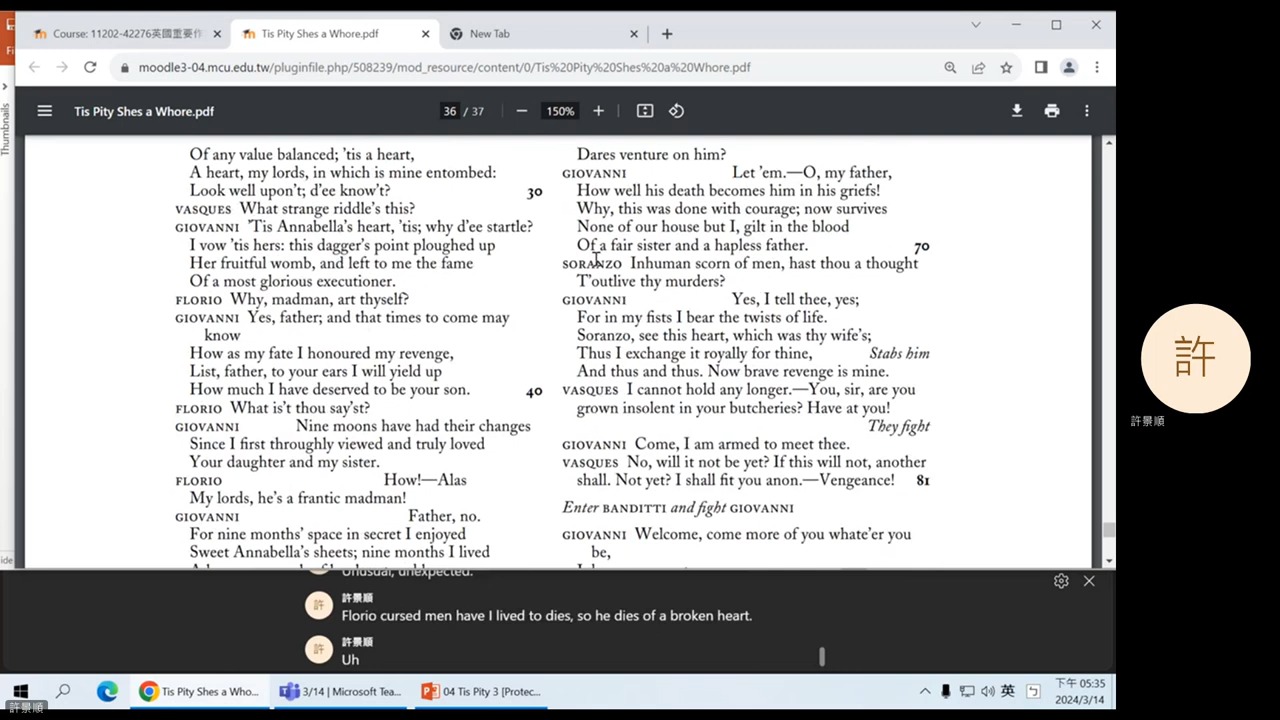 Course: 11202-42276英國重要作
Tis Pity Shes a Whore.pdf
New Tab
moodle3-04.mcu.edu.tw/pluginfile.php/508239/mod_resource/content/0/Tis%20Pity%20Shes%20a%20Whore.pdf
Thumbnails
Tis Pity Shes a Whore.pdf
36 / 37
150%
Of any value balanced; 'tis a heart,
A heart, my lords, in which is mine entombed:
Look well upon't; d'ee know't? 30
VASQUES What strange riddle's this?
GIOVANNI 'Tis Annabella's heart, 'tis; why d'ee startle?
I vow 'tis hers: this dagger's point ploughed up
Her fruitful womb, and left to me the fame
Of a most glorious executioner.
FLORIO Why, madman, art thyself?
GIOVANNI Yes, father; and that times to come may
know
How as my fate I honoured my revenge,
List, father, to your ears I will yield up
How much I have deserved to be your son. 40
FLORIO What is't thou say'st?
GIOVANNI Nine moons have had their changes
Since I first throughly viewed and truly loved
Your daughter and my sister.
FLORIO How!—Alas
My lords, he's a frantic madman!
GIOVANNI Father, no.
For nine months' space in secret I enjoyed
Sweet Annabella's sheets; nine months I lived
Dares venture on him?
GIOVANNI Let 'em.—O, my father,
How well his death becomes him in his griefs!
Why, this was done with courage; now survives
None of our house but I, gilt in the blood
Of a fair sister and a hapless father. 70
SORANZO Inhuman scorn of men, hast thou a thought
T'outlive thy murders?
GIOVANNI Yes, I tell thee, yes;
For in my fists I bear the twists of life.
Soranzo, see this heart, which was thy wife's;
Thus I exchange it royally for thine, Stabs him
And thus and thus. Now brave revenge is mine.
VASQUES I cannot hold any longer.—You, sir, are you
grown insolent in your butcheries? Have at you!
They fight
GIOVANNI Come, I am armed to meet thee.
VASQUES No, will it not be yet? If this will not, another
shall. Not yet? I shall fit you anon.—Vengeance! 81
Enter BANDITTI and fight GIOVANNI
GIOVANNI Welcome, come more of you whate'er you
be,
Unusual, unexpected.
許景順
Florio cursed men have I lived to dies, so he dies of a broken heart.
許景順
Uh
許
許景順
Tis Pity Shes a Who...
3/14 | Microsoft Tea...
04 Tis Pity 3 [Protec...
英
下午 05:35
2024/3/14
許景順